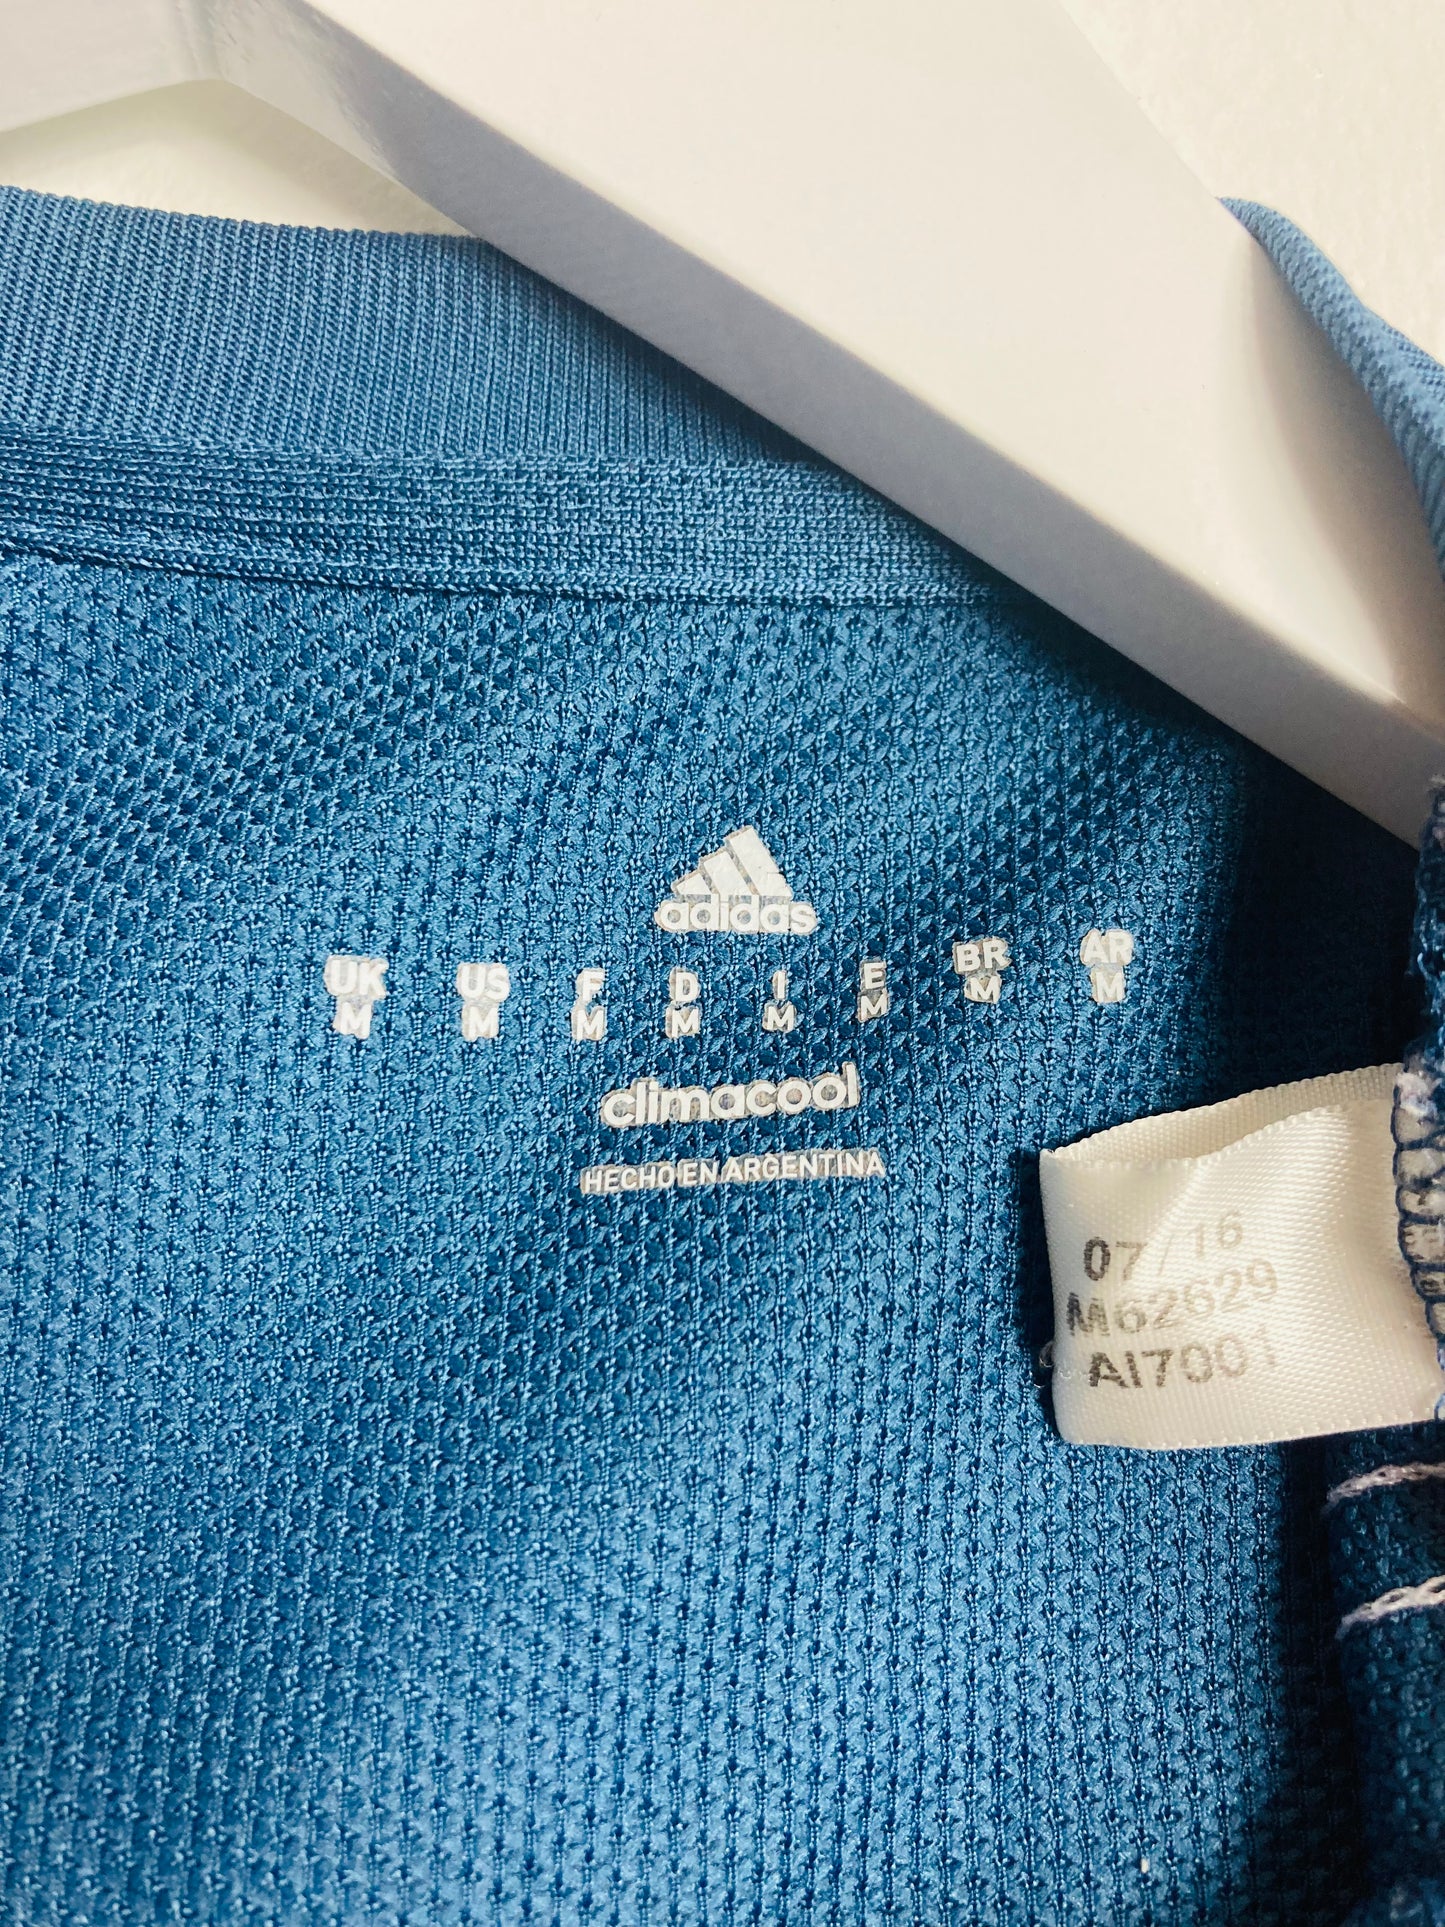 adidas
UK US F D I E BR AR
M M M M M M M M
climacool
HECHO EN ARGENTINA
07/16
M62629
AI7001